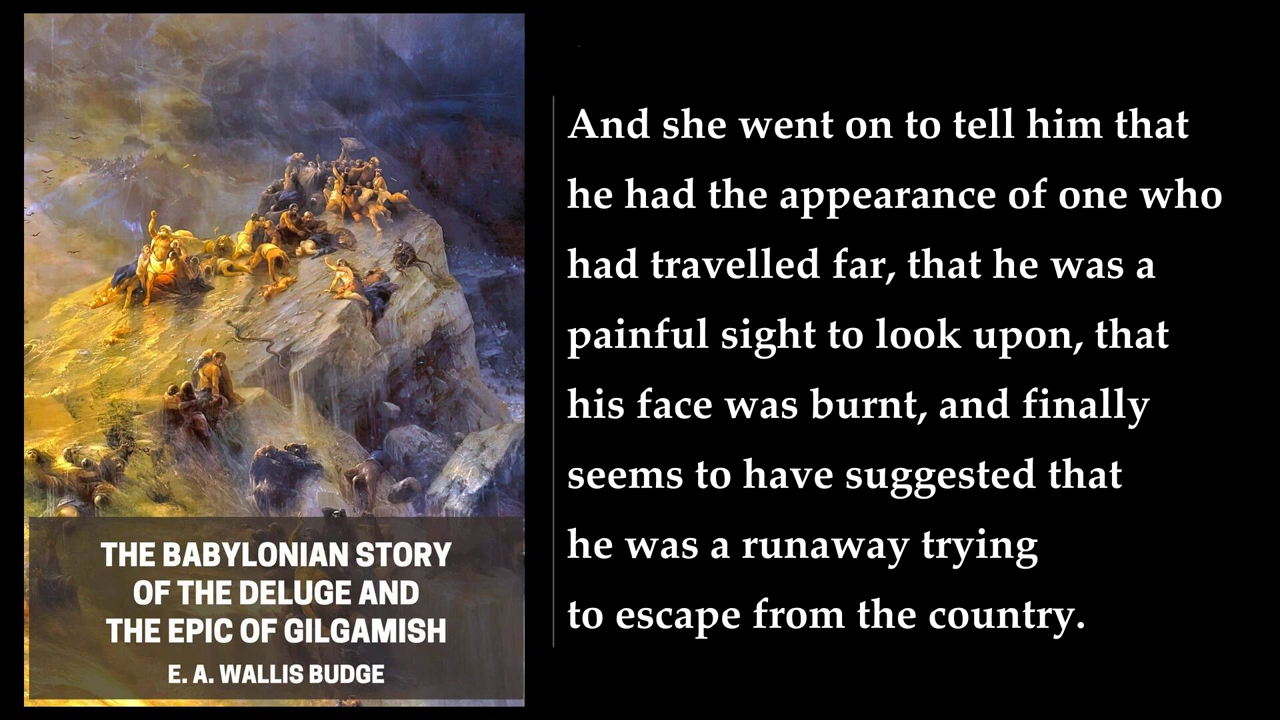 THE BABYLONIAN STORY
OF THE DELUGE AND
THE EPIC OF GILGAMISH
E. A. WALLIS BUDGE
And she went on to tell him that
he had the appearance of one who
had travelled far, that he was a
painful sight to look upon, that
his face was burnt, and finally
seems to have suggested that
he was a runaway trying
to escape from the country.